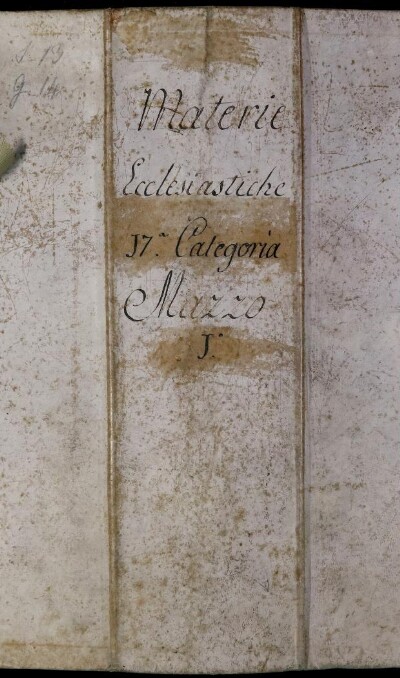 Materie
Ecclesiastiche
17.ª Categoria
Mazzo
1.